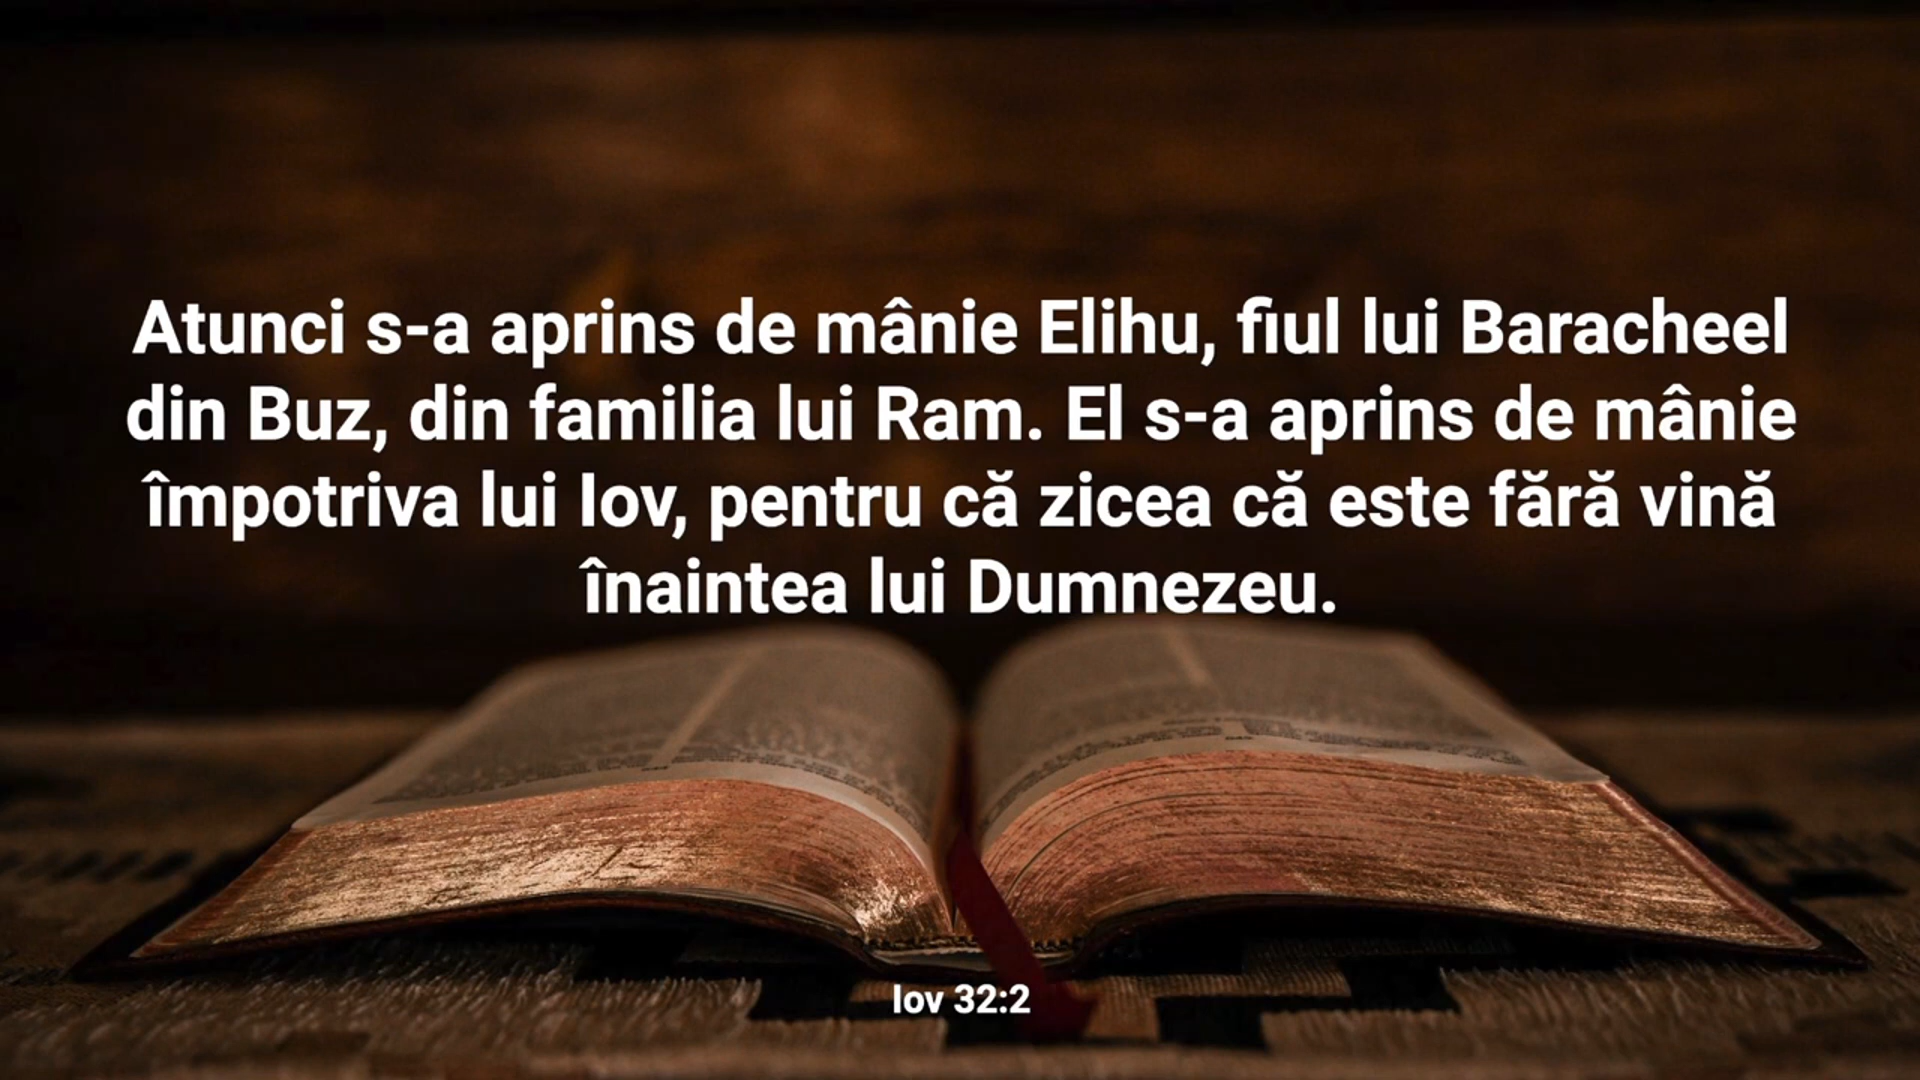 Atunci s-a aprins de mânie Elihu, fiul lui Baracheel
din Buz, din familia lui Ram. El s-a aprins de mânie
împotriva lui Iov, pentru că zicea că este fără vină
înaintea lui Dumnezeu.
Iov 32:2